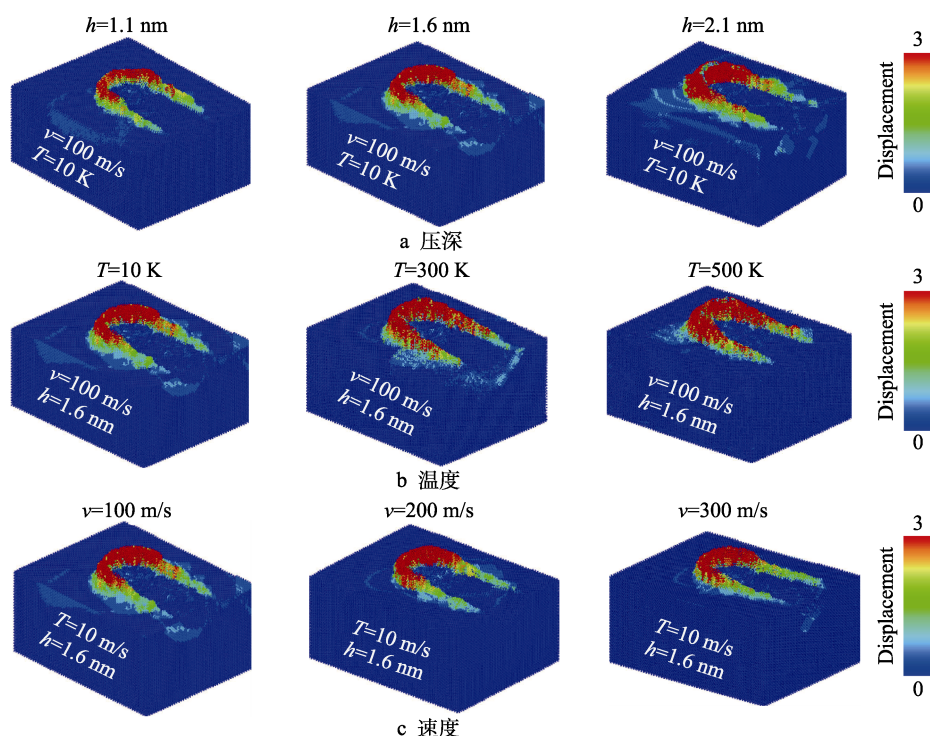 h=1.1 nm
h=1.6 nm
h=2.1 nm
v=100 m/s
T=10 K
v=100 m/s
T=10 K
v=100 m/s
T=10 K
3
Displacement
0
a 压深
T=10 K
T=300 K
T=500 K
v=100 m/s
h=1.6 nm
v=100 m/s
h=1.6 nm
v=100 m/s
h=1.6 nm
3
Displacement
0
b 温度
v=100 m/s
v=200 m/s
v=300 m/s
T=10 m/s
h=1.6 nm
T=10 m/s
h=1.6 nm
T=10 m/s
h=1.6 nm
3
Displacement
0
c 速度